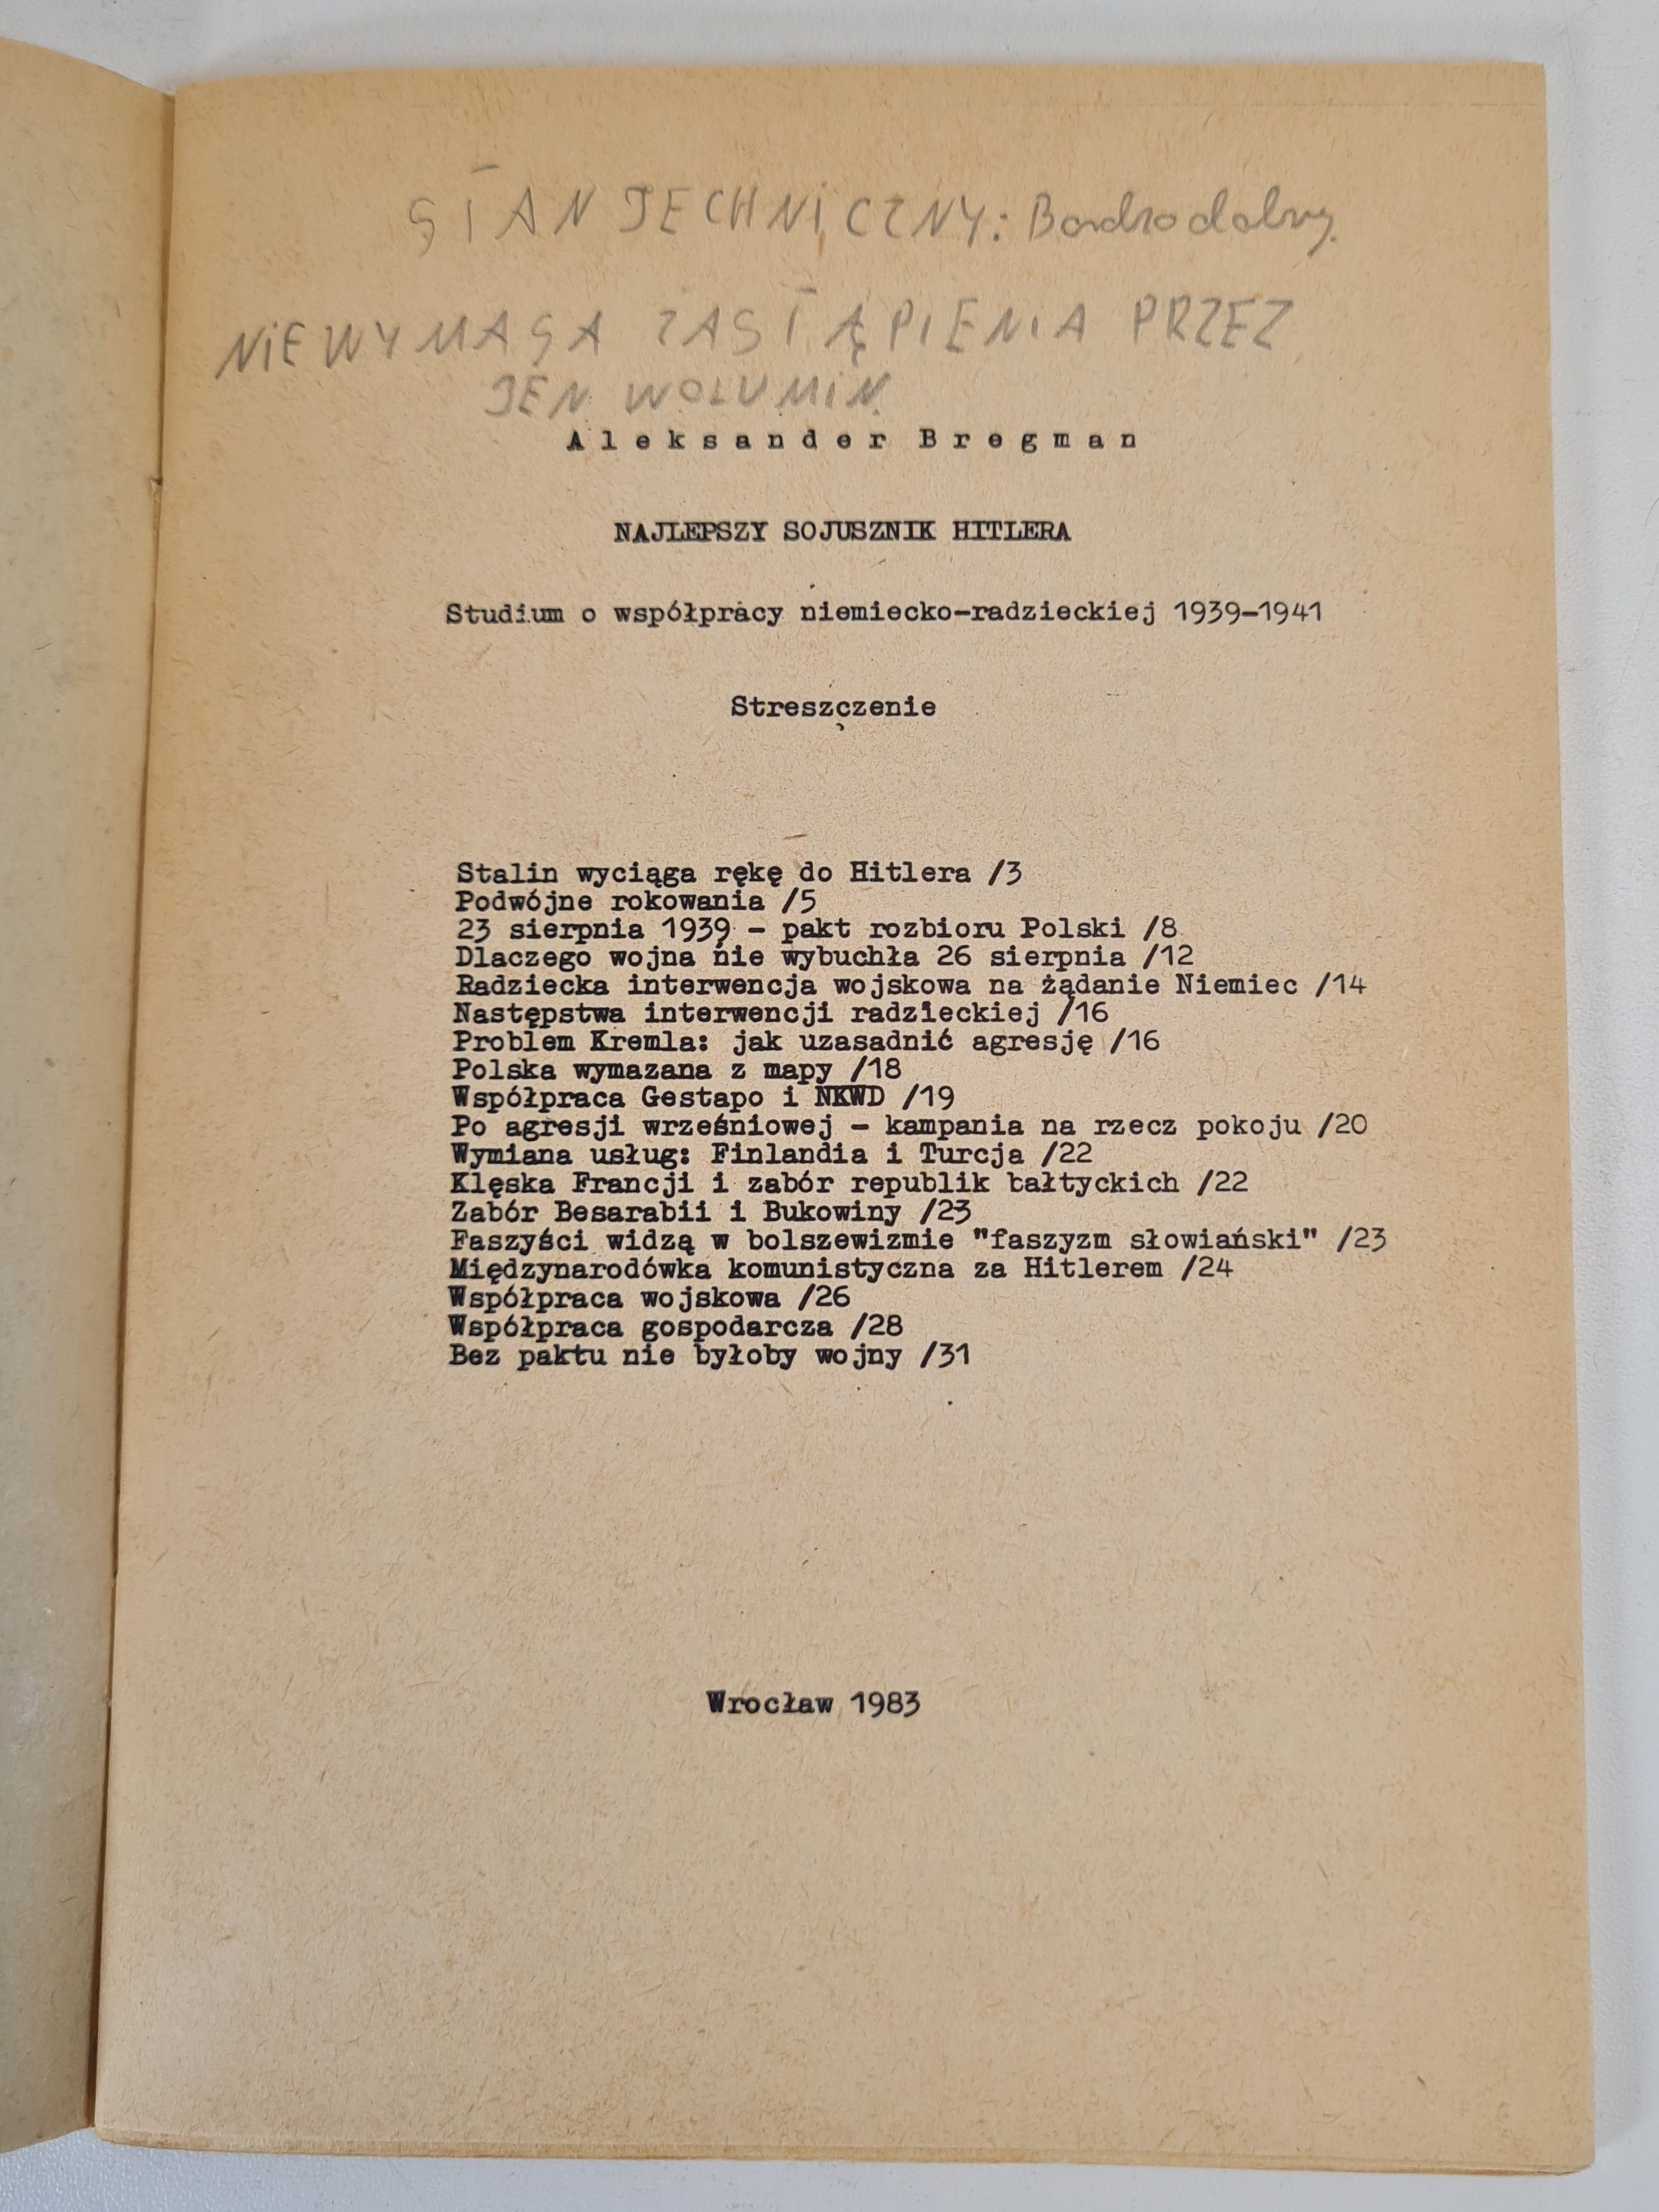 STAN TECHNICZNY: Bardzo dobry.
NIE WYMAGA ZASTĄPIENIA PRZEZ
TEN WOLUMIN.
Aleksander Bregman
NAJLEPSZY SOJUSZNIK HITLERA
Studium o współpracy niemiecko-radzieckiej 1939-1941
Streszczenie
Stalin wyciąga rękę do Hitlera /3
Podwójne rokowania /5
23 sierpnia 1939 - pakt rozbioru Polski /8
Dlaczego wojna nie wybuchła 26 sierpnia /12
Radziecka interwencja wojskowa na żądanie Niemiec /14
Następstwa interwencji radzieckiej /16
Problem Kremla: jak uzasadnić agresję /16
Polska wymazana z mapy /18
Współpraca Gestapo i NKWD /19
Po agresji wrześniowej - kampania na rzecz pokoju /20
Wymiana usług: Finlandia i Turcja /22
Klęska Francji i zabór republik bałtyckich /22
Zabór Besarabii i Bukowiny /23
Faszyści widzą w bolszewizmie "faszyzm słowiański" /23
Międzynarodówka komunistyczna za Hitlerem /24
Współpraca wojskowa /26
Współpraca gospodarcza /28
Bez paktu nie byłoby wojny /31
Wrocław 1983